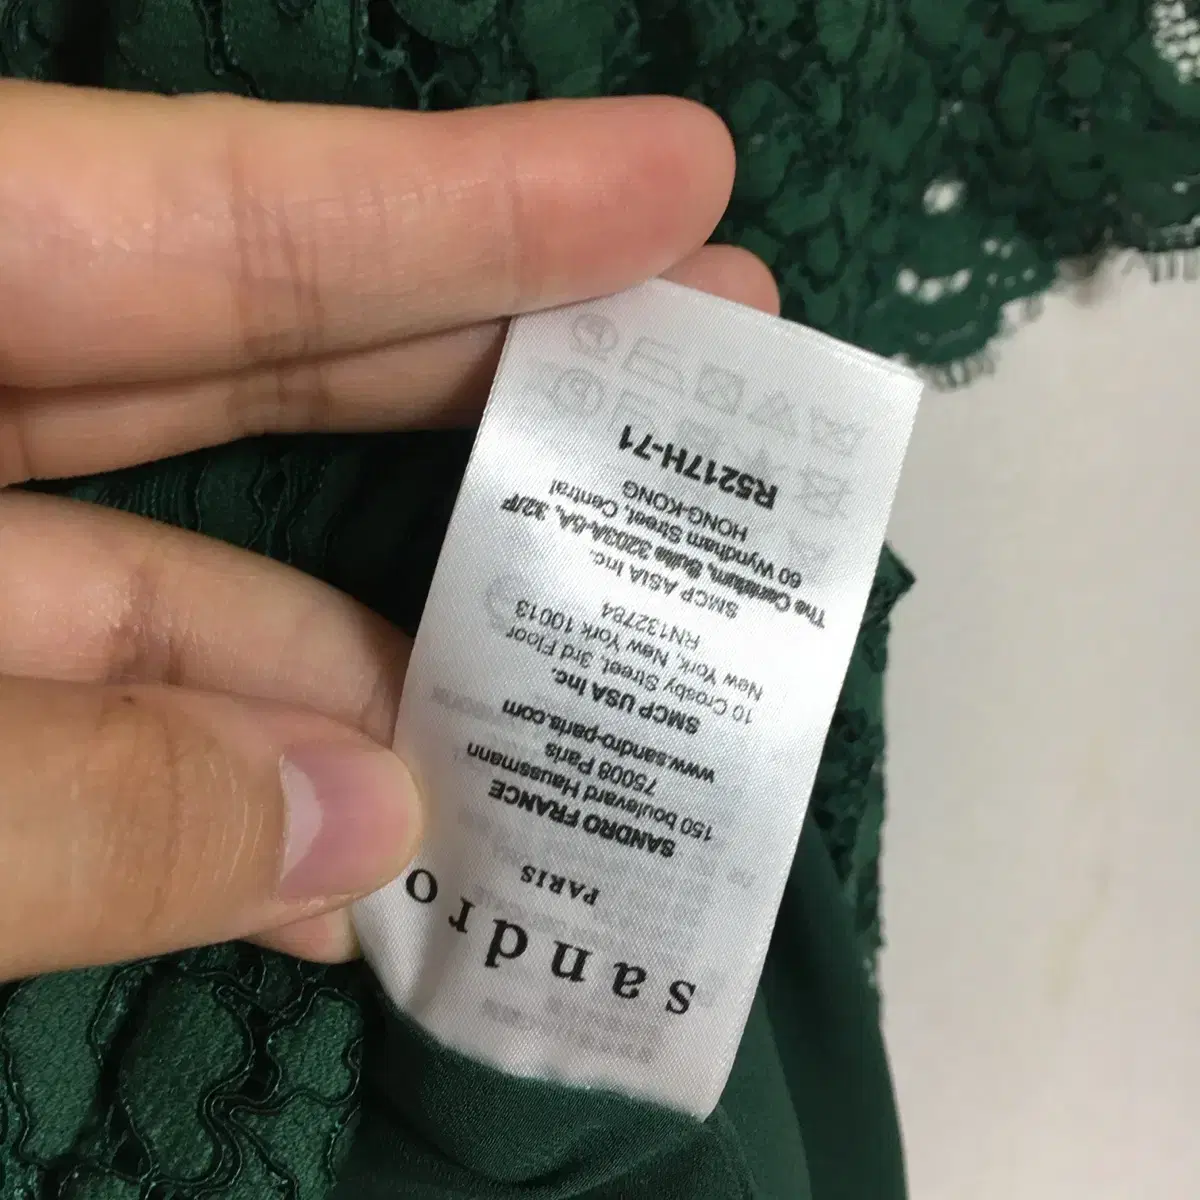 sandro
PARIS
SANDRO FRANCE
150 boulevard Haussmann
75008 Paris
www.sandro-paris.com
SMCP USA Inc.
10 Crosby Street, 3rd Floor
New York, New York 10013
RN132784
SMCP ASIA Inc.
The Centrium, Suite 3203A-5A, 32/F
60 Wyndham Street, Central
HONG-KONG
R5217H-71